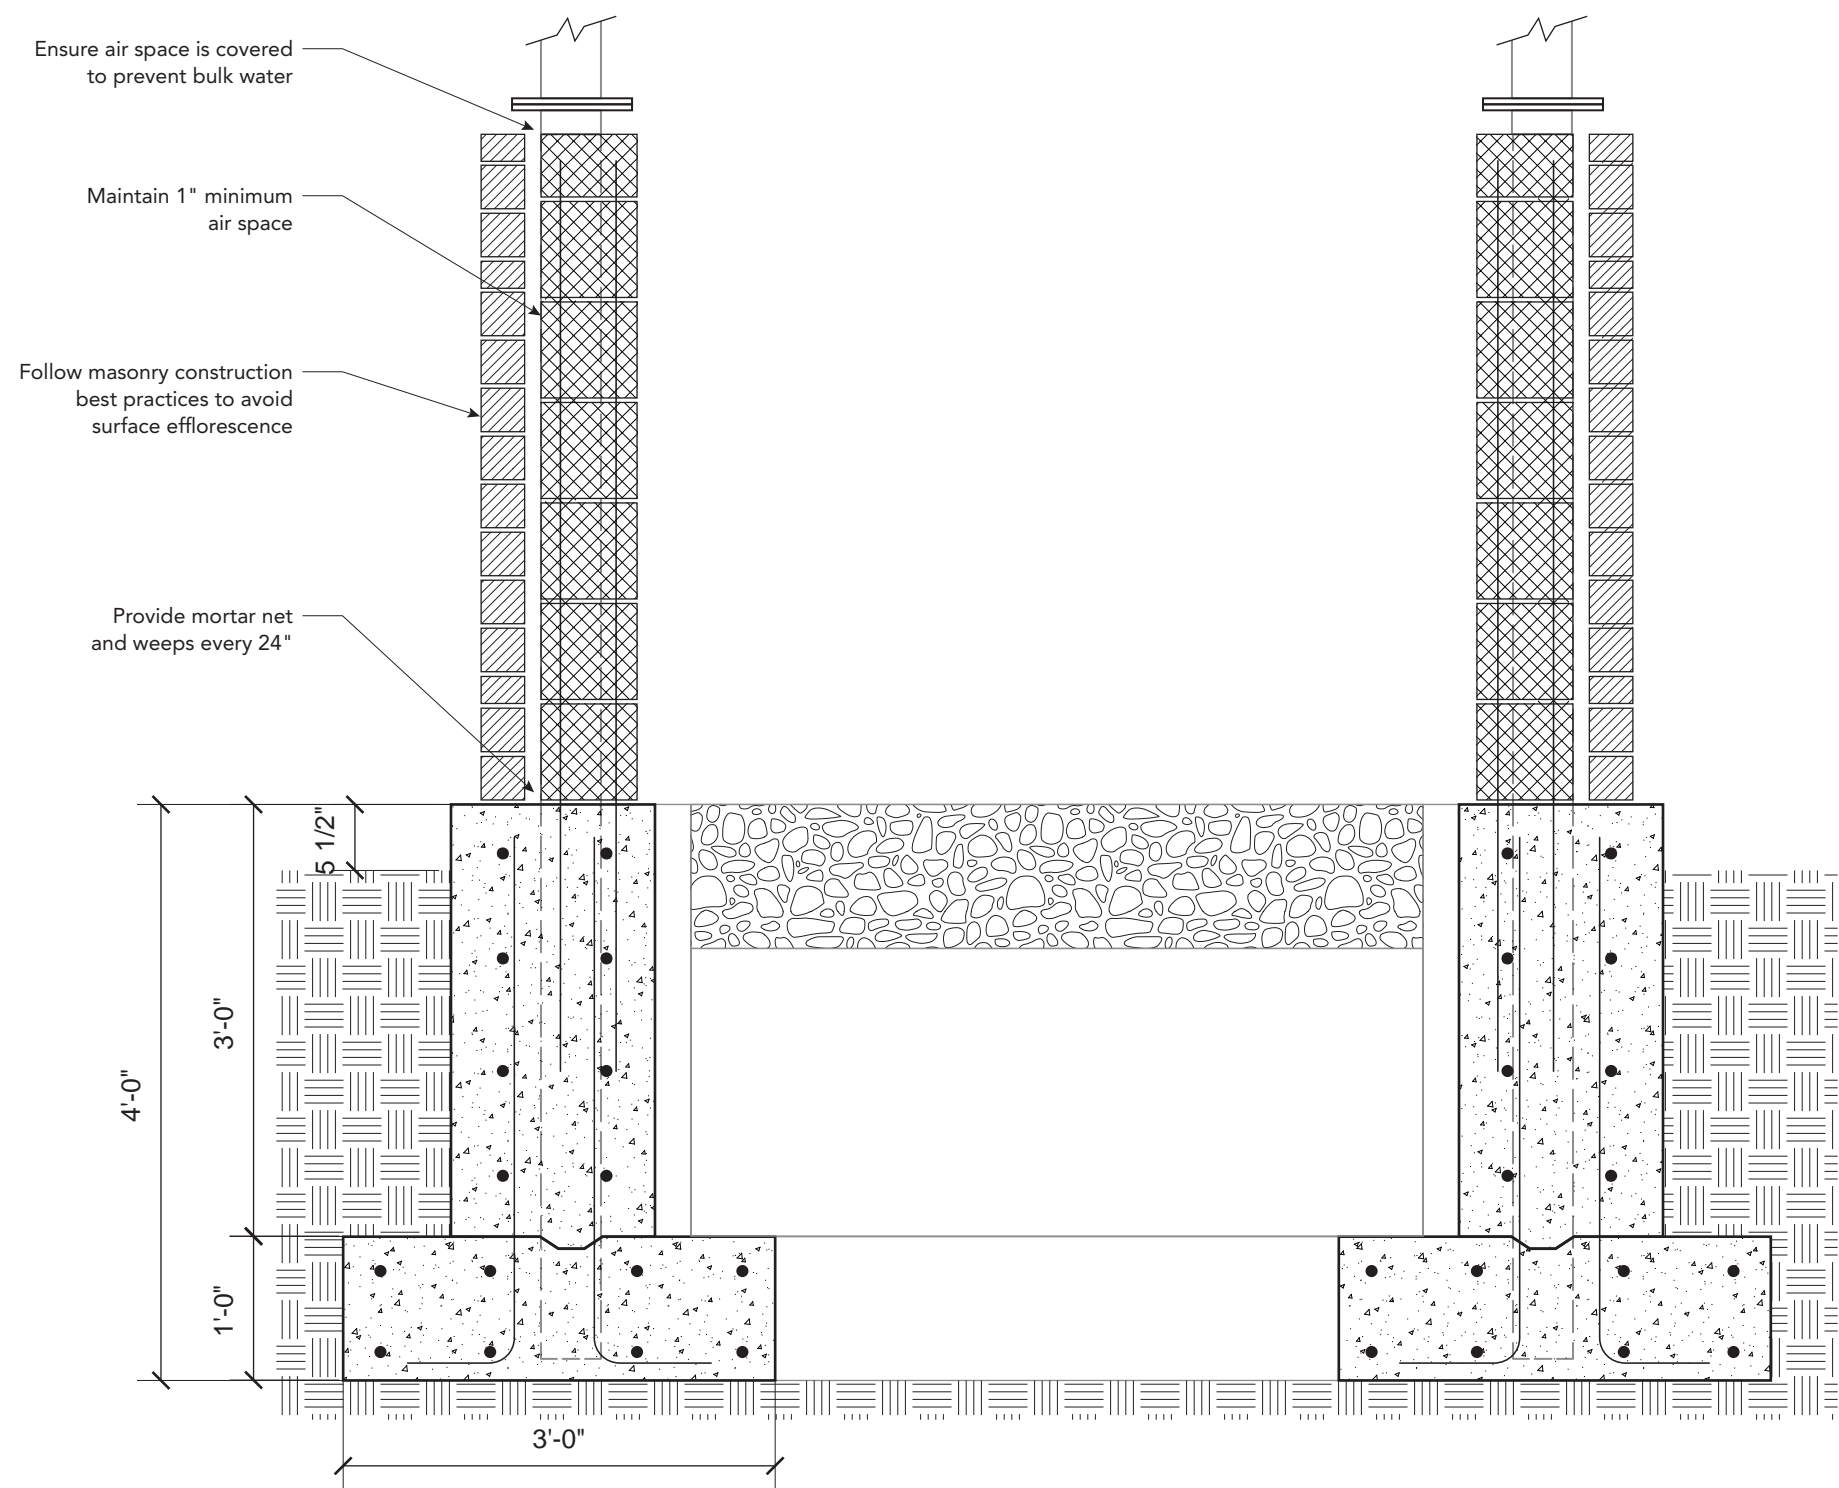 Ensure air space is covered
to prevent bulk water
Maintain 1" minimum
air space
Follow masonry construction
best practices to avoid
surface efflorescence
Provide mortar net
and weeps every 24"
5 1/2"
3'-0"
4'-0"
1'-0"
3'-0"